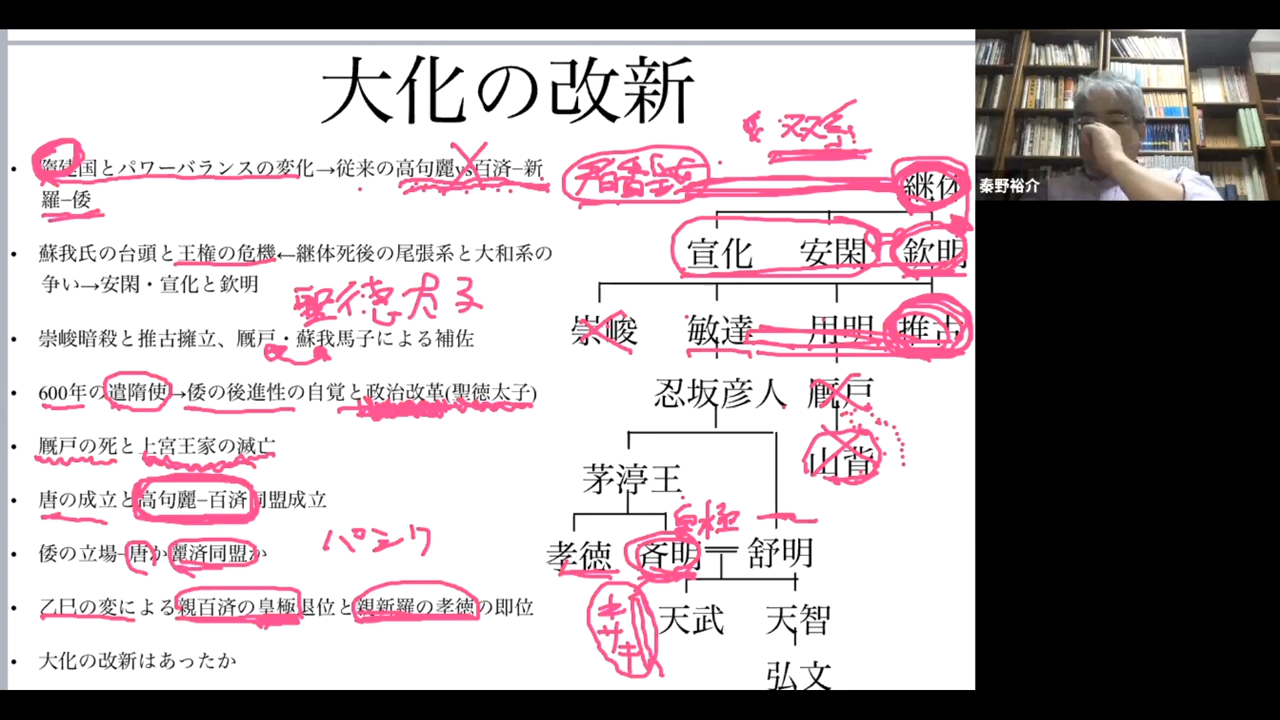 大化の改新
• 隋建国とパワーバランスの変化→従来の高句麗vs百済−新
羅−倭
• 蘇我氏の台頭と王権の危機←継体死後の尾張系と大和系の
争い→安閑・宣化と欽明
聖徳太子
• 崇峻暗殺と推古擁立、厩戸・蘇我馬子による補佐
• 600年の遣隋使→倭の後進性の自覚と政治改革(聖徳太子)
• 厩戸の死と上宮王家の滅亡
• 唐の成立と高句麗−百済同盟成立
パンク
• 倭の立場−唐か麗済同盟か
• 乙巳の変による親百済の皇極退位と親新羅の孝徳の即位
• 大化の改新はあったか
双系
継体
宣化 安閑 欽明
崇峻 敏達 用明 推古
忍坂彦人 厩戸
山背
茅渟王
皇極
孝徳 斉明 舒明
キサキ
天武 天智
弘文
秦野裕介